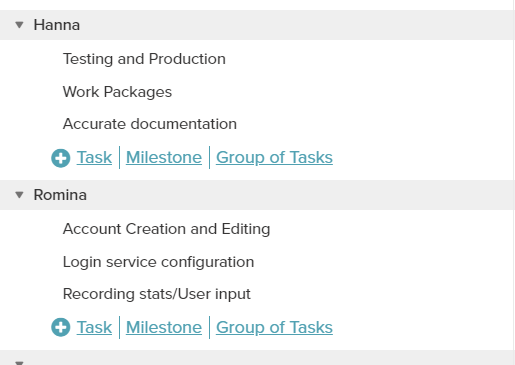 Hanna
Testing and Production
Work Packages
Accurate documentation
Task | Milestone | Group of Tasks
Romina
Account Creation and Editing
Login service configuration
Recording stats/User input
Task | Milestone | Group of Tasks